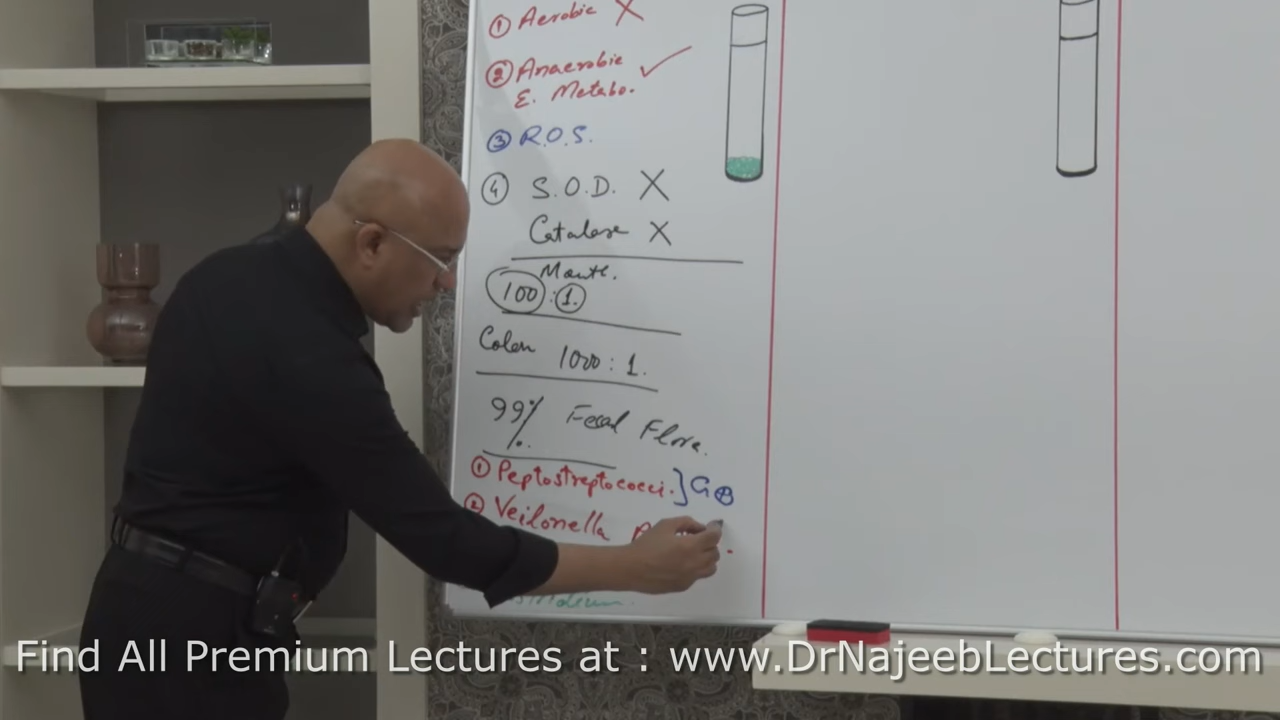 ① Aerobic X
② Anaerobic ✓
E. Metabo.
③ R.O.S.
④ S.O.D. X
Catalase X
Mouth.
100 : 1.
Colon 1000 : 1.
99% Fecal Flora.
① Peptostreptococci. } G⊕
② Veilonella
Find All Premium Lectures at : www.DrNajeebLectures.com